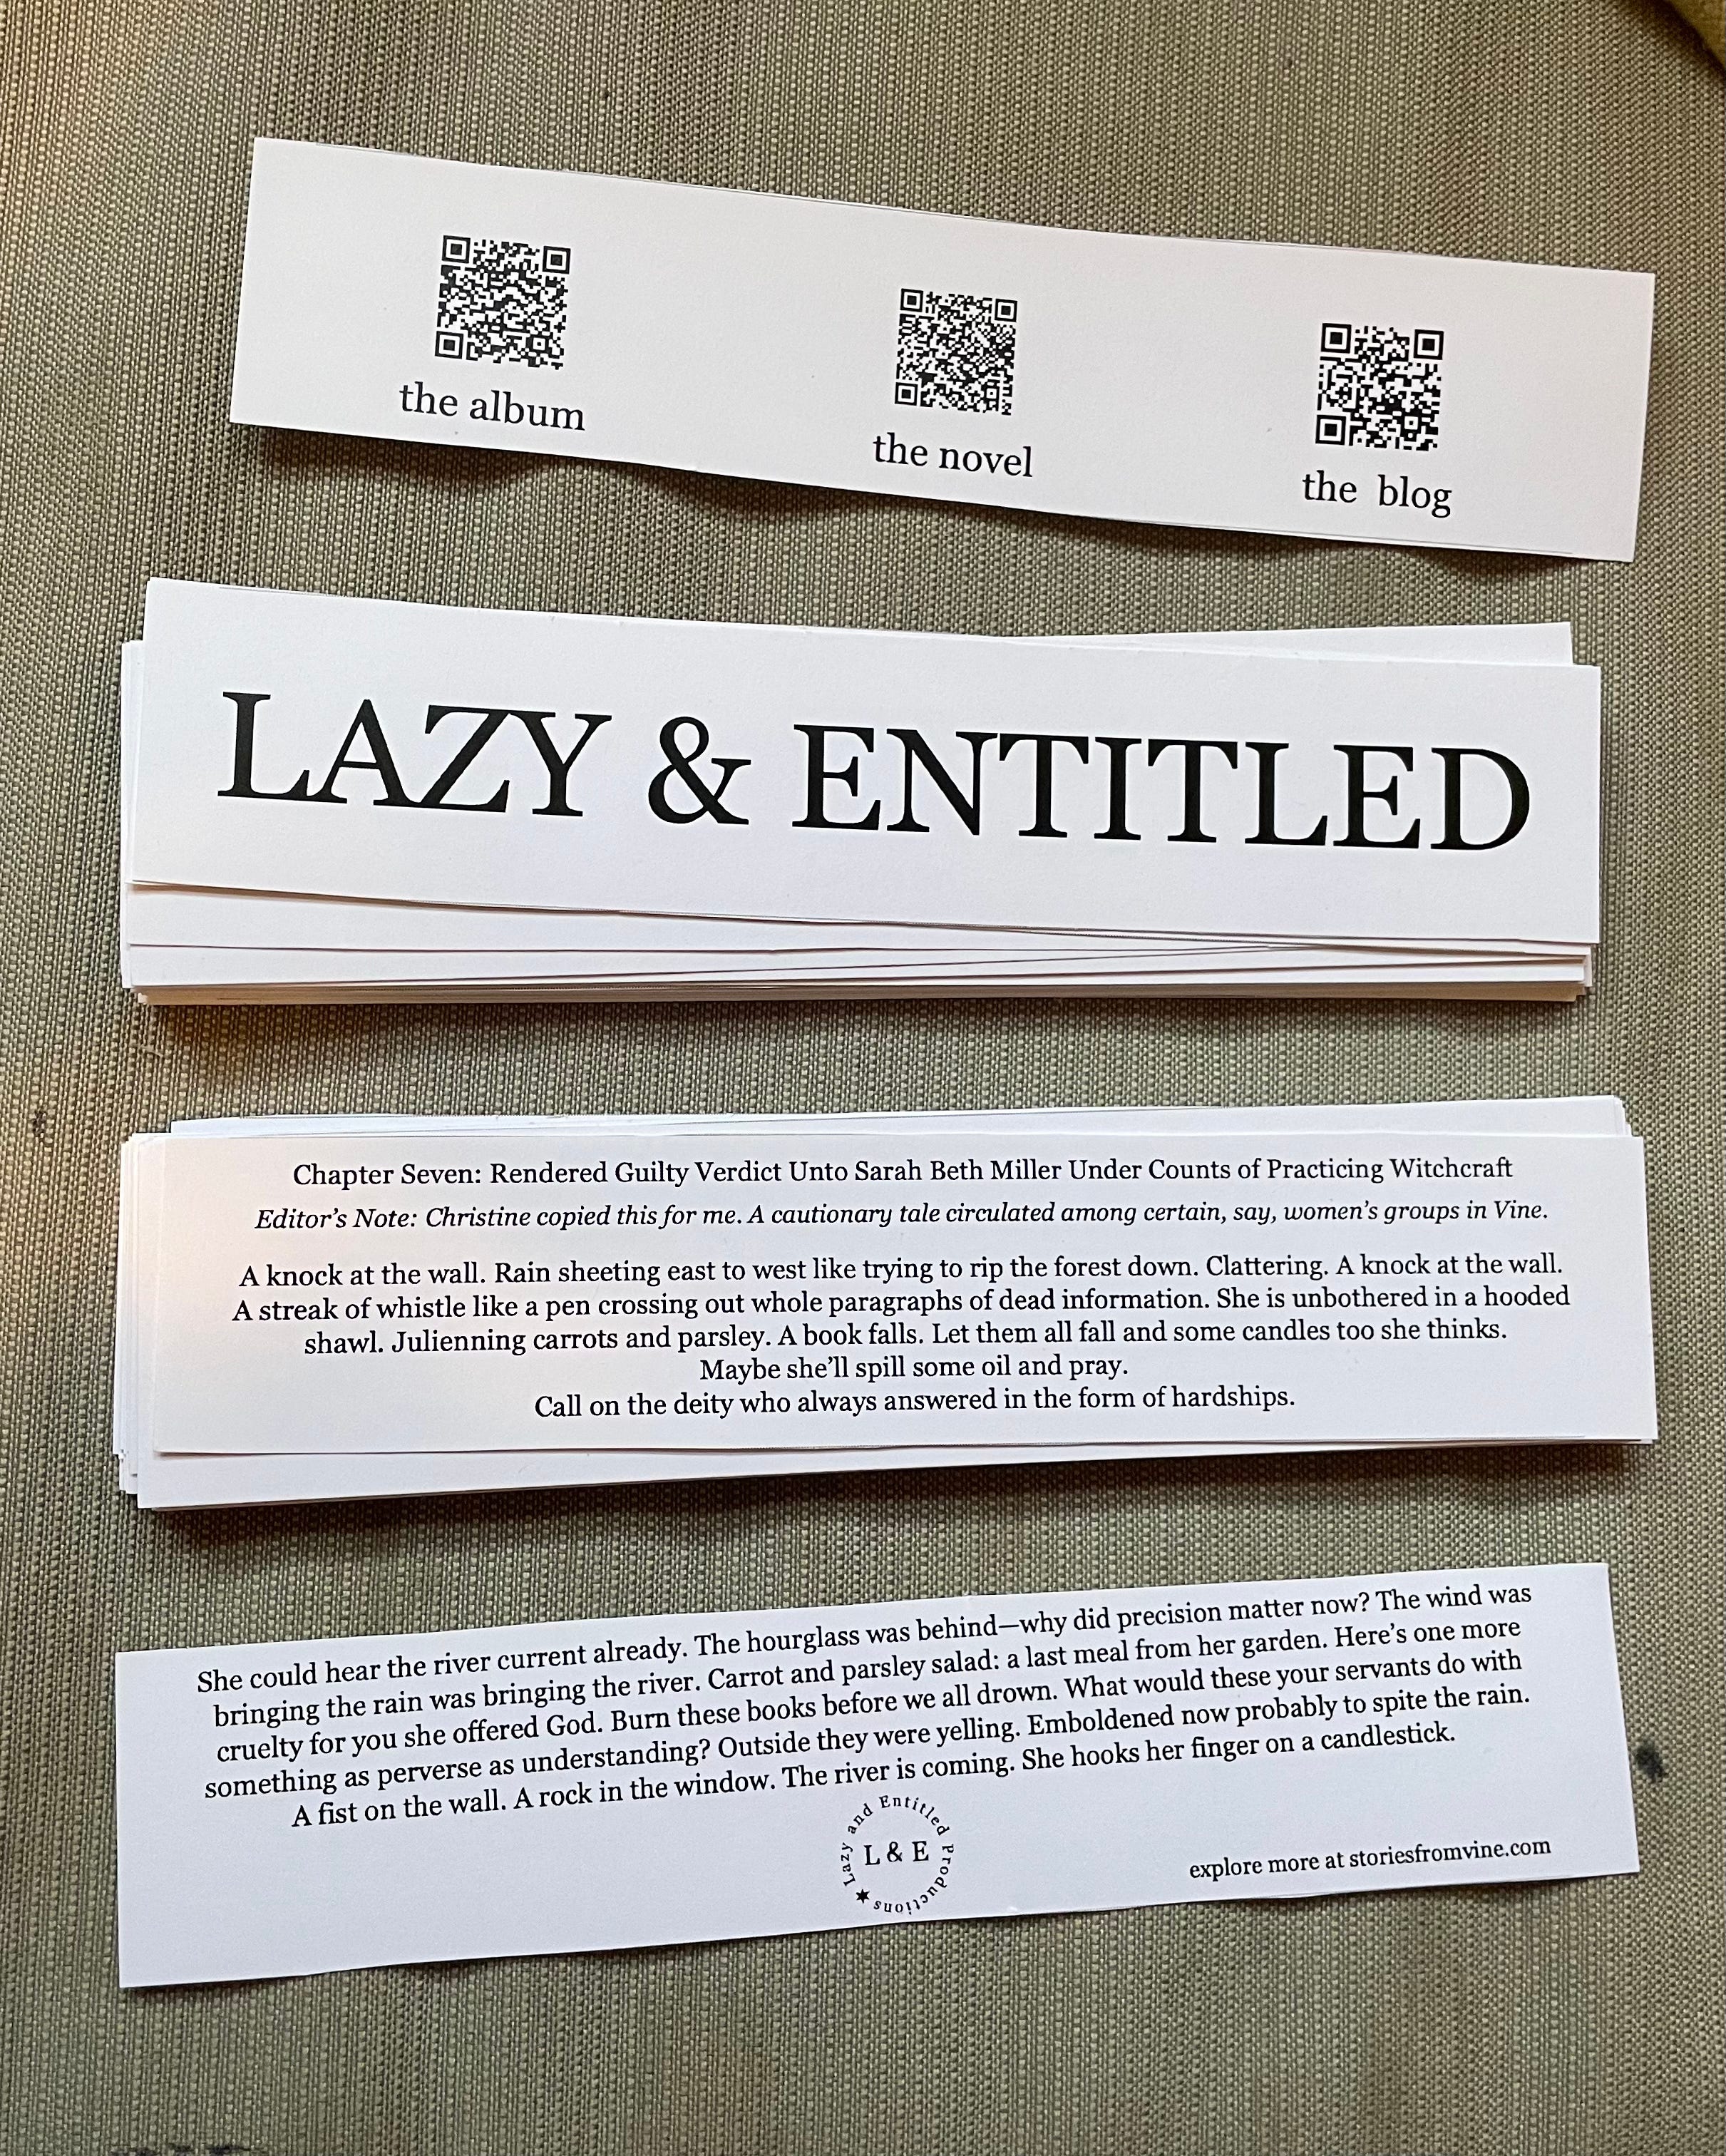 the album
the novel
the blog
LAZY & ENTITLED
Chapter Seven: Rendered Guilty Verdict Unto Sarah Beth Miller Under Counts of Practicing Witchcraft
Editor's Note: Christine copied this for me. A cautionary tale circulated among certain, say, women's groups in Vine.
A knock at the wall. Rain sheeting east to west like trying to rip the forest down. Clattering. A knock at the wall.
A streak of whistle like a pen crossing out whole paragraphs of dead information. She is unbothered in a hooded
shawl. Julienning carrots and parsley. A book falls. Let them all fall and some candles too she thinks.
Maybe she'll spill some oil and pray.
Call on the deity who always answered in the form of hardships.
She could hear the river current already. The hourglass was behind—why did precision matter now? The wind was
bringing the rain was bringing the river. Carrot and parsley salad: a last meal from her garden. Here's one more
cruelty for you she offered God. Burn these books before we all drown. What would these your servants do with
something as perverse as understanding? Outside they were yelling. Emboldened now probably to spite the rain.
A fist on the wall. A rock in the window. The river is coming. She hooks her finger on a candlestick.
Lazy and Entitled Productions ★
L & E
explore more at storiesfromvine.com